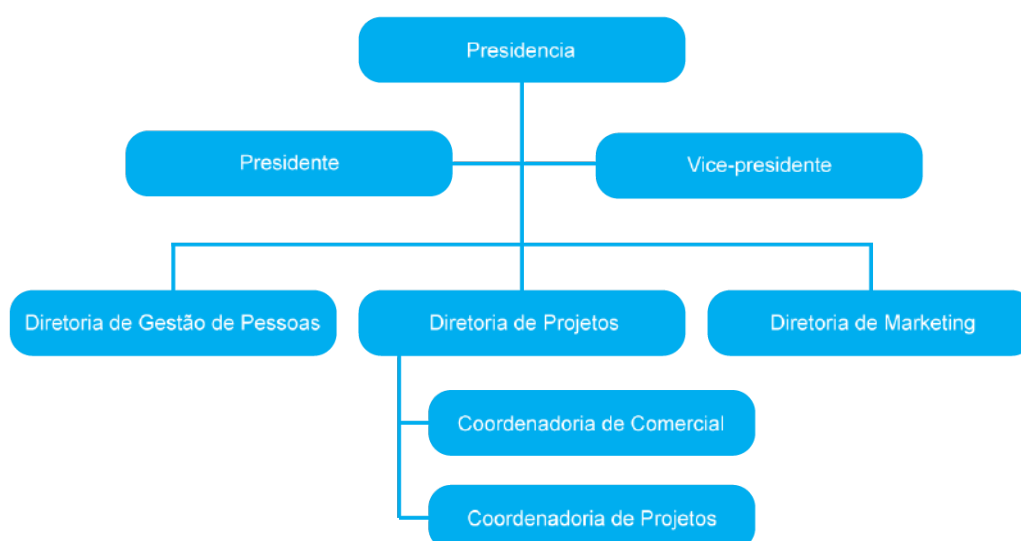 Presidencia
Presidente
Vice-presidente
Diretoria de Gestão de Pessoas
Diretoria de Projetos
Diretoria de Marketing
Coordenadoria de Comercial
Coordenadoria de Projetos